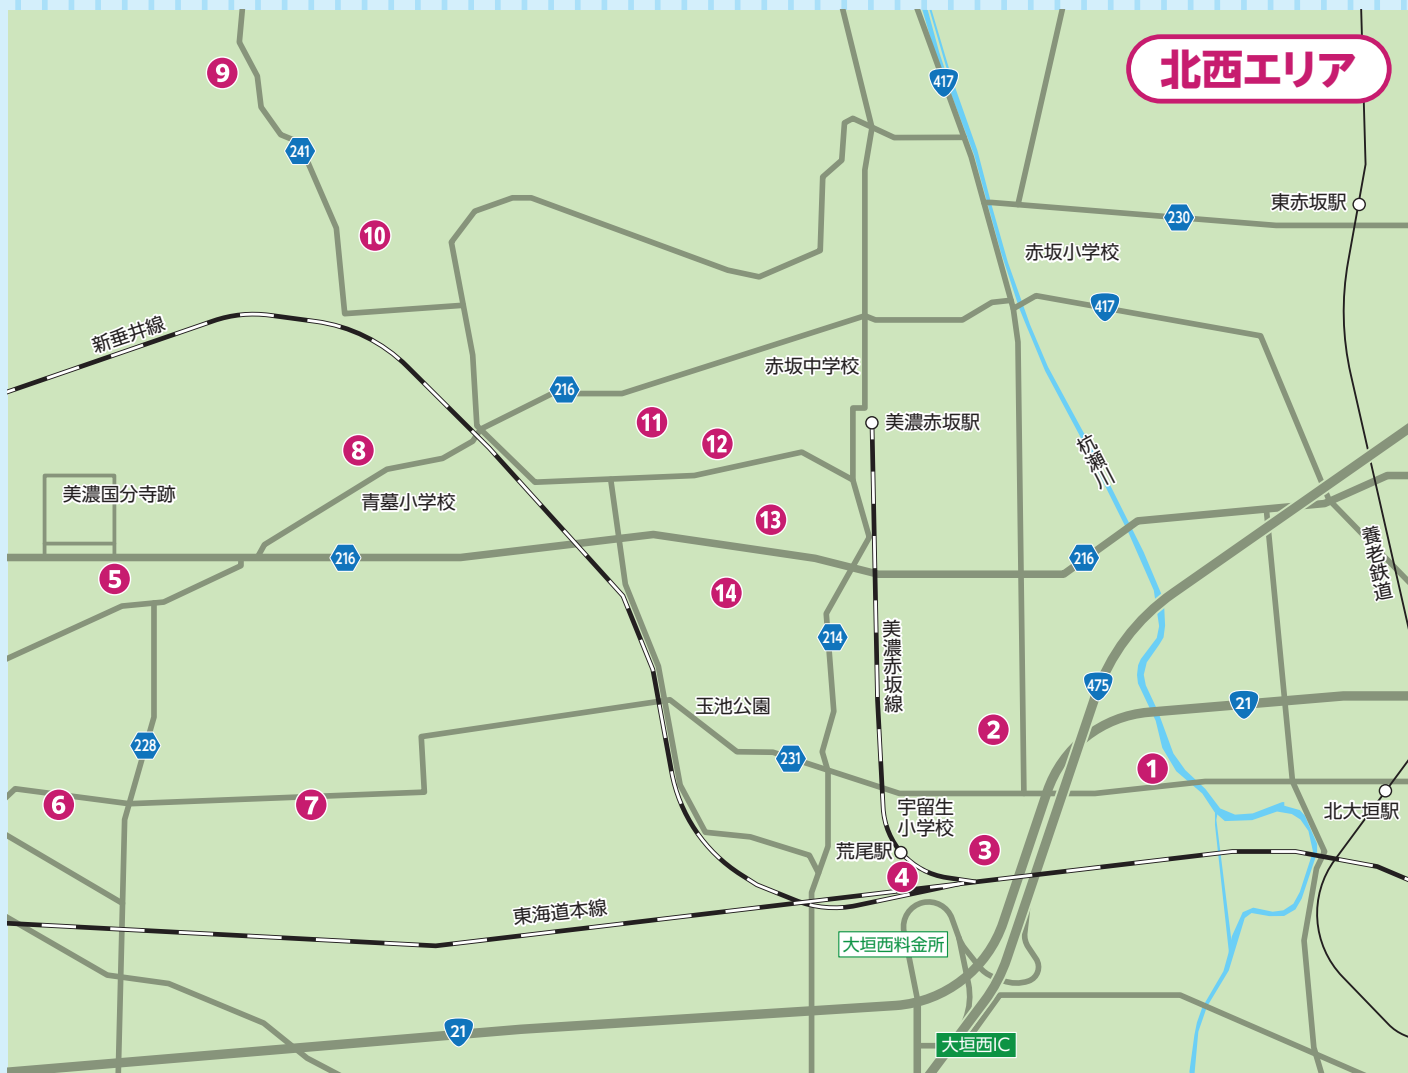 北西エリア
9
417
241
東赤坂駅
230
10
赤坂小学校
417
新垂井線
赤坂中学校
216
11
美濃赤坂駅
12
8
杭瀬川
美濃国分寺跡
青墓小学校
13
216
216
養老鉄道
5
14
214
美濃赤坂線
475
玉池公園
21
2
228
231
1
6
7
宇留生
小学校
北大垣駅
荒尾駅
3
4
東海道本線
大垣西料金所
21
大垣西IC